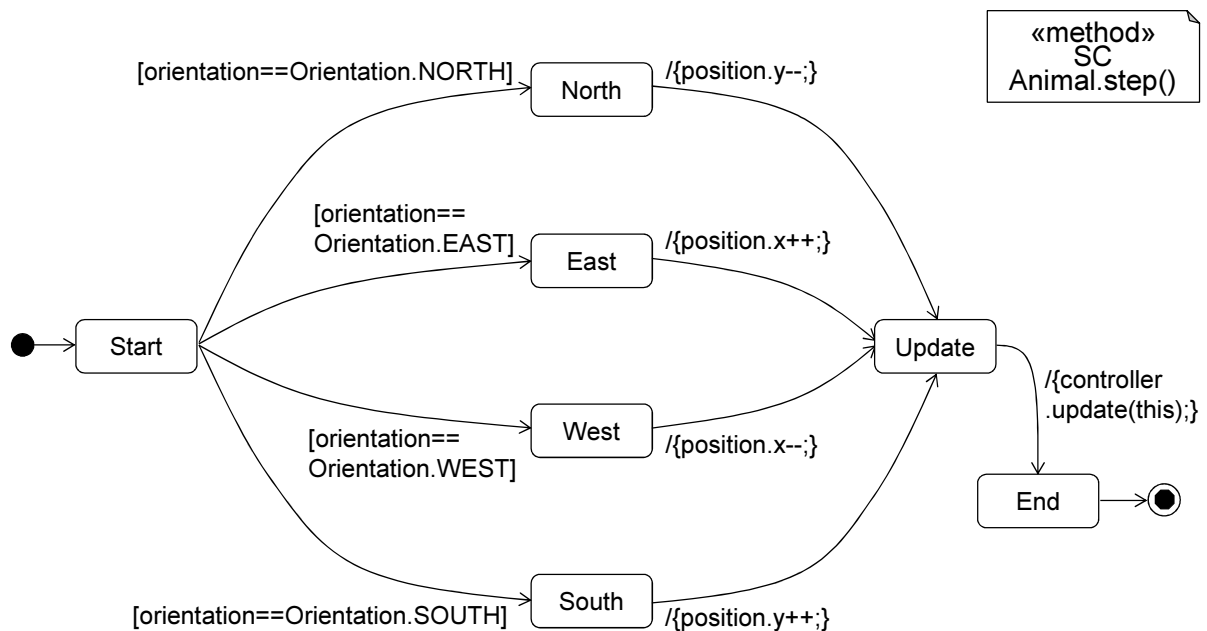 «method»
SC
Animal.step()
[orientation==Orientation.NORTH]
North
/{position.y--;}
[orientation==
Orientation.EAST]
East
/{position.x++;}
Start
Update
/{controller
.update(this);}
[orientation==
Orientation.WEST]
West
/{position.x--;}
End
[orientation==Orientation.SOUTH]
South
/{position.y++;}